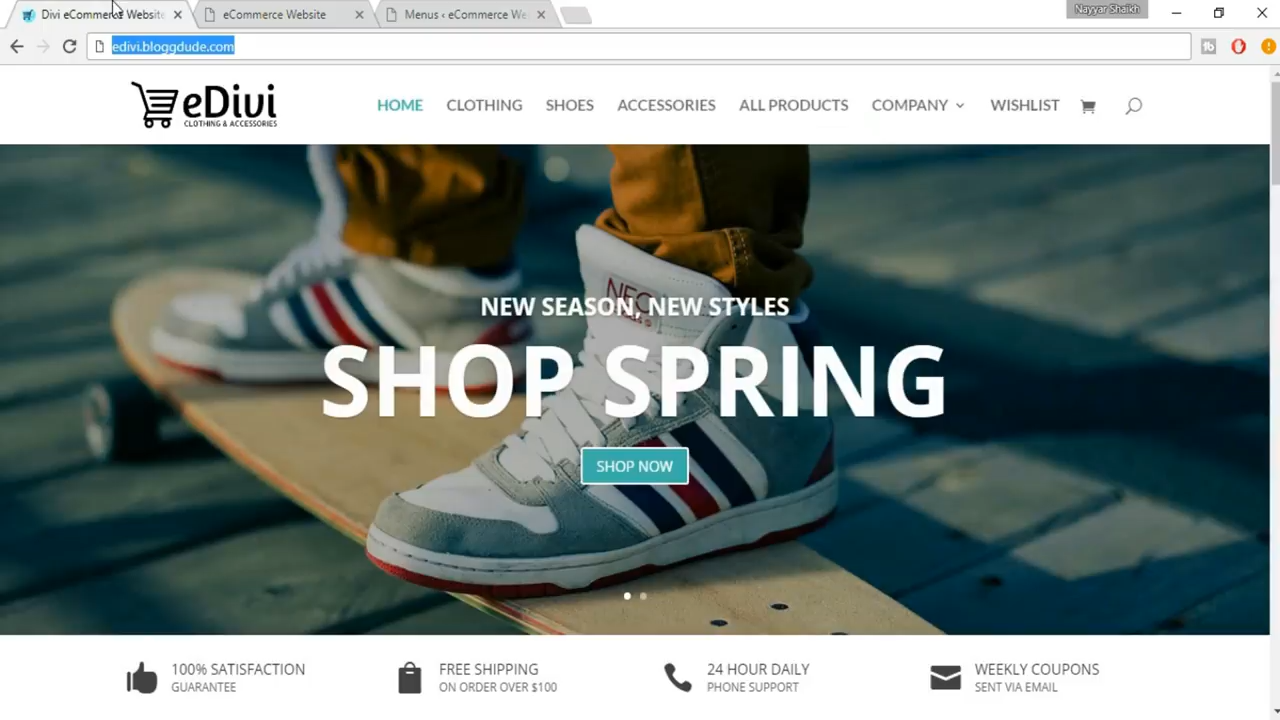 Divi eCommerce Website
eCommerce Website
Menus ‹ eCommerce We
Nayyar Shaikh
edivi.bloggdude.com
eDivi
CLOTHING & ACCESSORIES
HOME
CLOTHING
SHOES
ACCESSORIES
ALL PRODUCTS
COMPANY
WISHLIST
NEO
NEW SEASON, NEW STYLES
SHOP SPRING
SHOP NOW
100% SATISFACTION
GUARANTEE
FREE SHIPPING
ON ORDER OVER $100
24 HOUR DAILY
PHONE SUPPORT
WEEKLY COUPONS
SENT VIA EMAIL